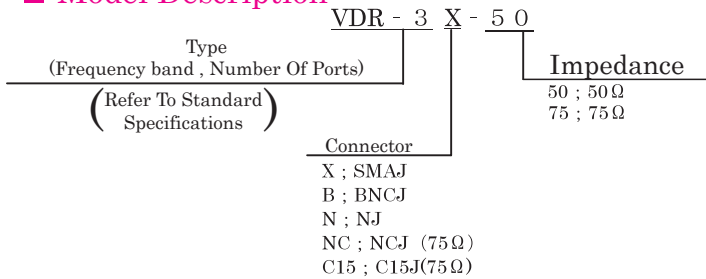 Model Description
VDR - 3 X - 5 0
Type
(Frequency band , Number Of Ports)
(Refer To Standard
Specifications)
Impedance
50 ; 50Ω
75 ; 75Ω
Connector
X ; SMAJ
B ; BNCJ
N ; NJ
NC ; NCJ (75Ω)
C15 ; C15J(75Ω)